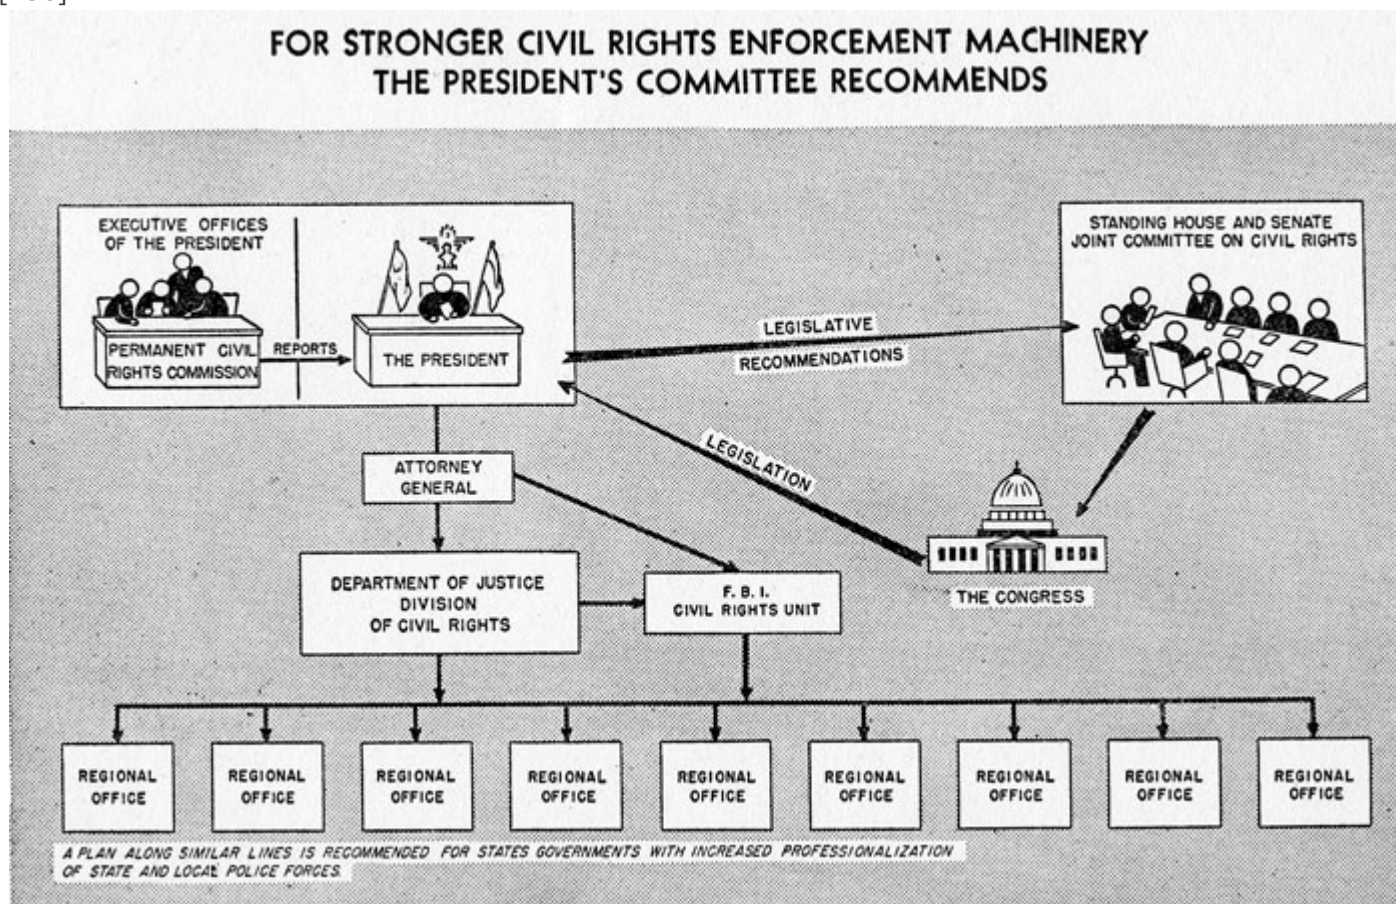 FOR STRONGER CIVIL RIGHTS ENFORCEMENT MACHINERY
THE PRESIDENT'S COMMITTEE RECOMMENDS
EXECUTIVE OFFICES
OF THE PRESIDENT
PERMANENT CIVIL
RIGHTS COMMISSION
REPORTS
THE PRESIDENT
LEGISLATIVE
RECOMMENDATIONS
STANDING HOUSE AND SENATE
JOINT COMMITTEE ON CIVIL RIGHTS
LEGISLATION
THE CONGRESS
ATTORNEY
GENERAL
DEPARTMENT OF JUSTICE
DIVISION
OF CIVIL RIGHTS
F. B. I.
CIVIL RIGHTS UNIT
REGIONAL
OFFICE
REGIONAL
OFFICE
REGIONAL
OFFICE
REGIONAL
OFFICE
REGIONAL
OFFICE
REGIONAL
OFFICE
REGIONAL
OFFICE
REGIONAL
OFFICE
REGIONAL
OFFICE
A PLAN ALONG SIMILAR LINES IS RECOMMENDED FOR STATES GOVERNMENTS WITH INCREASED PROFESSIONALIZATION
OF STATE AND LOCAL POLICE FORCES.